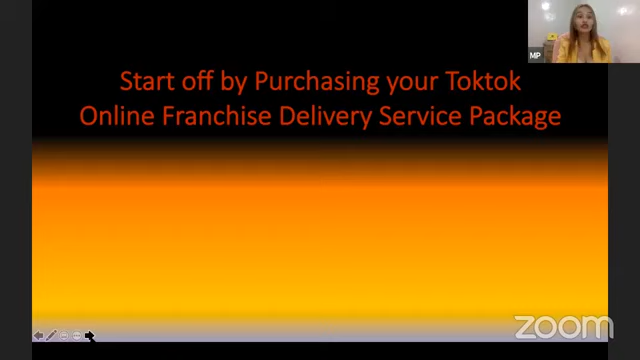 MP
Start off by Purchasing your Toktok
Online Franchise Delivery Service Package
zoom